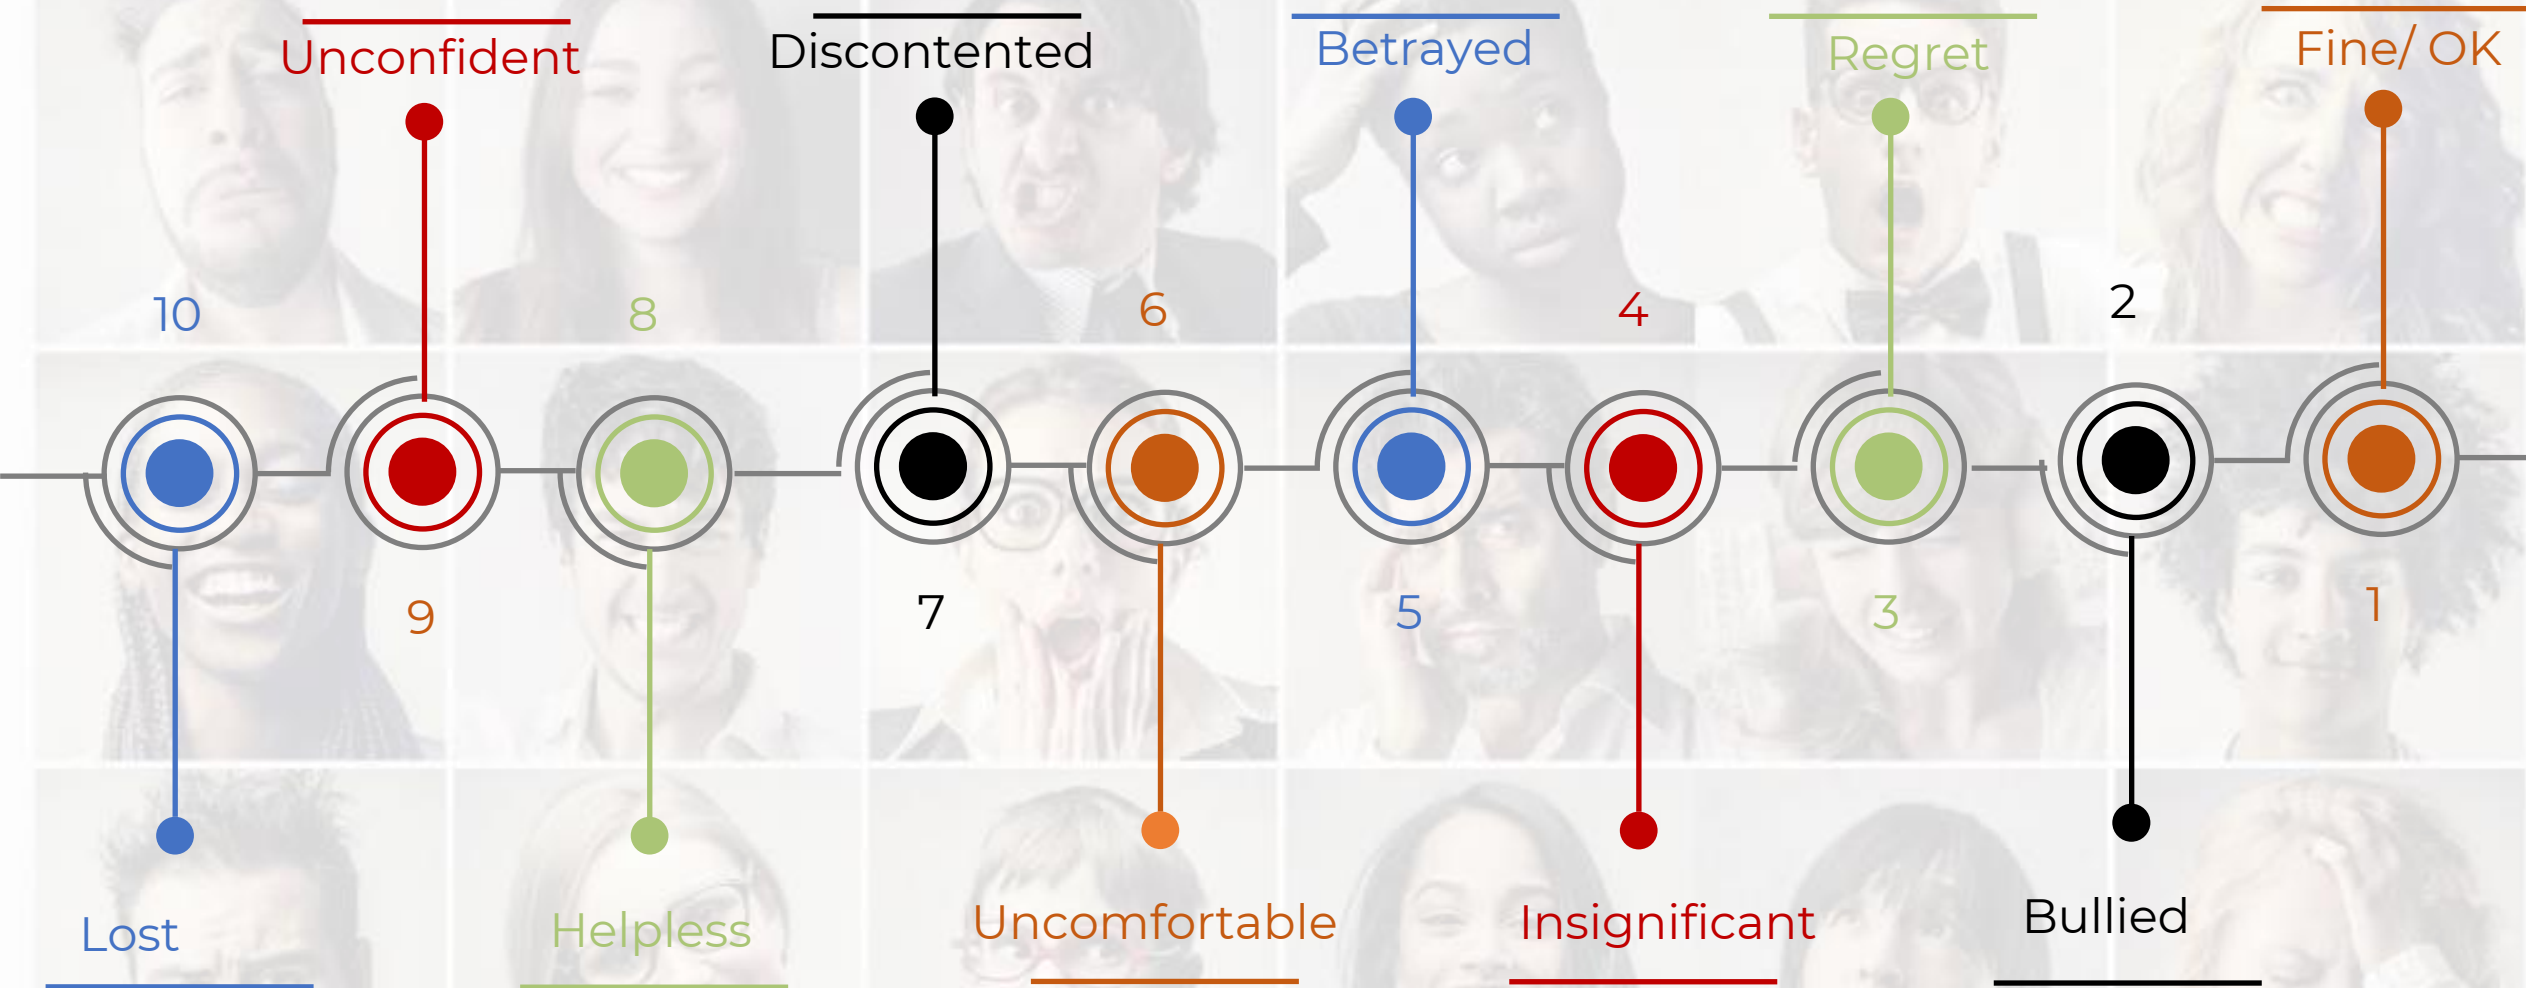 Unconfident
Discontented
Betrayed
Regret
Fine/ OK
10
8
6
4
2
9
7
5
3
1
Lost
Helpless
Uncomfortable
Insignificant
Bullied